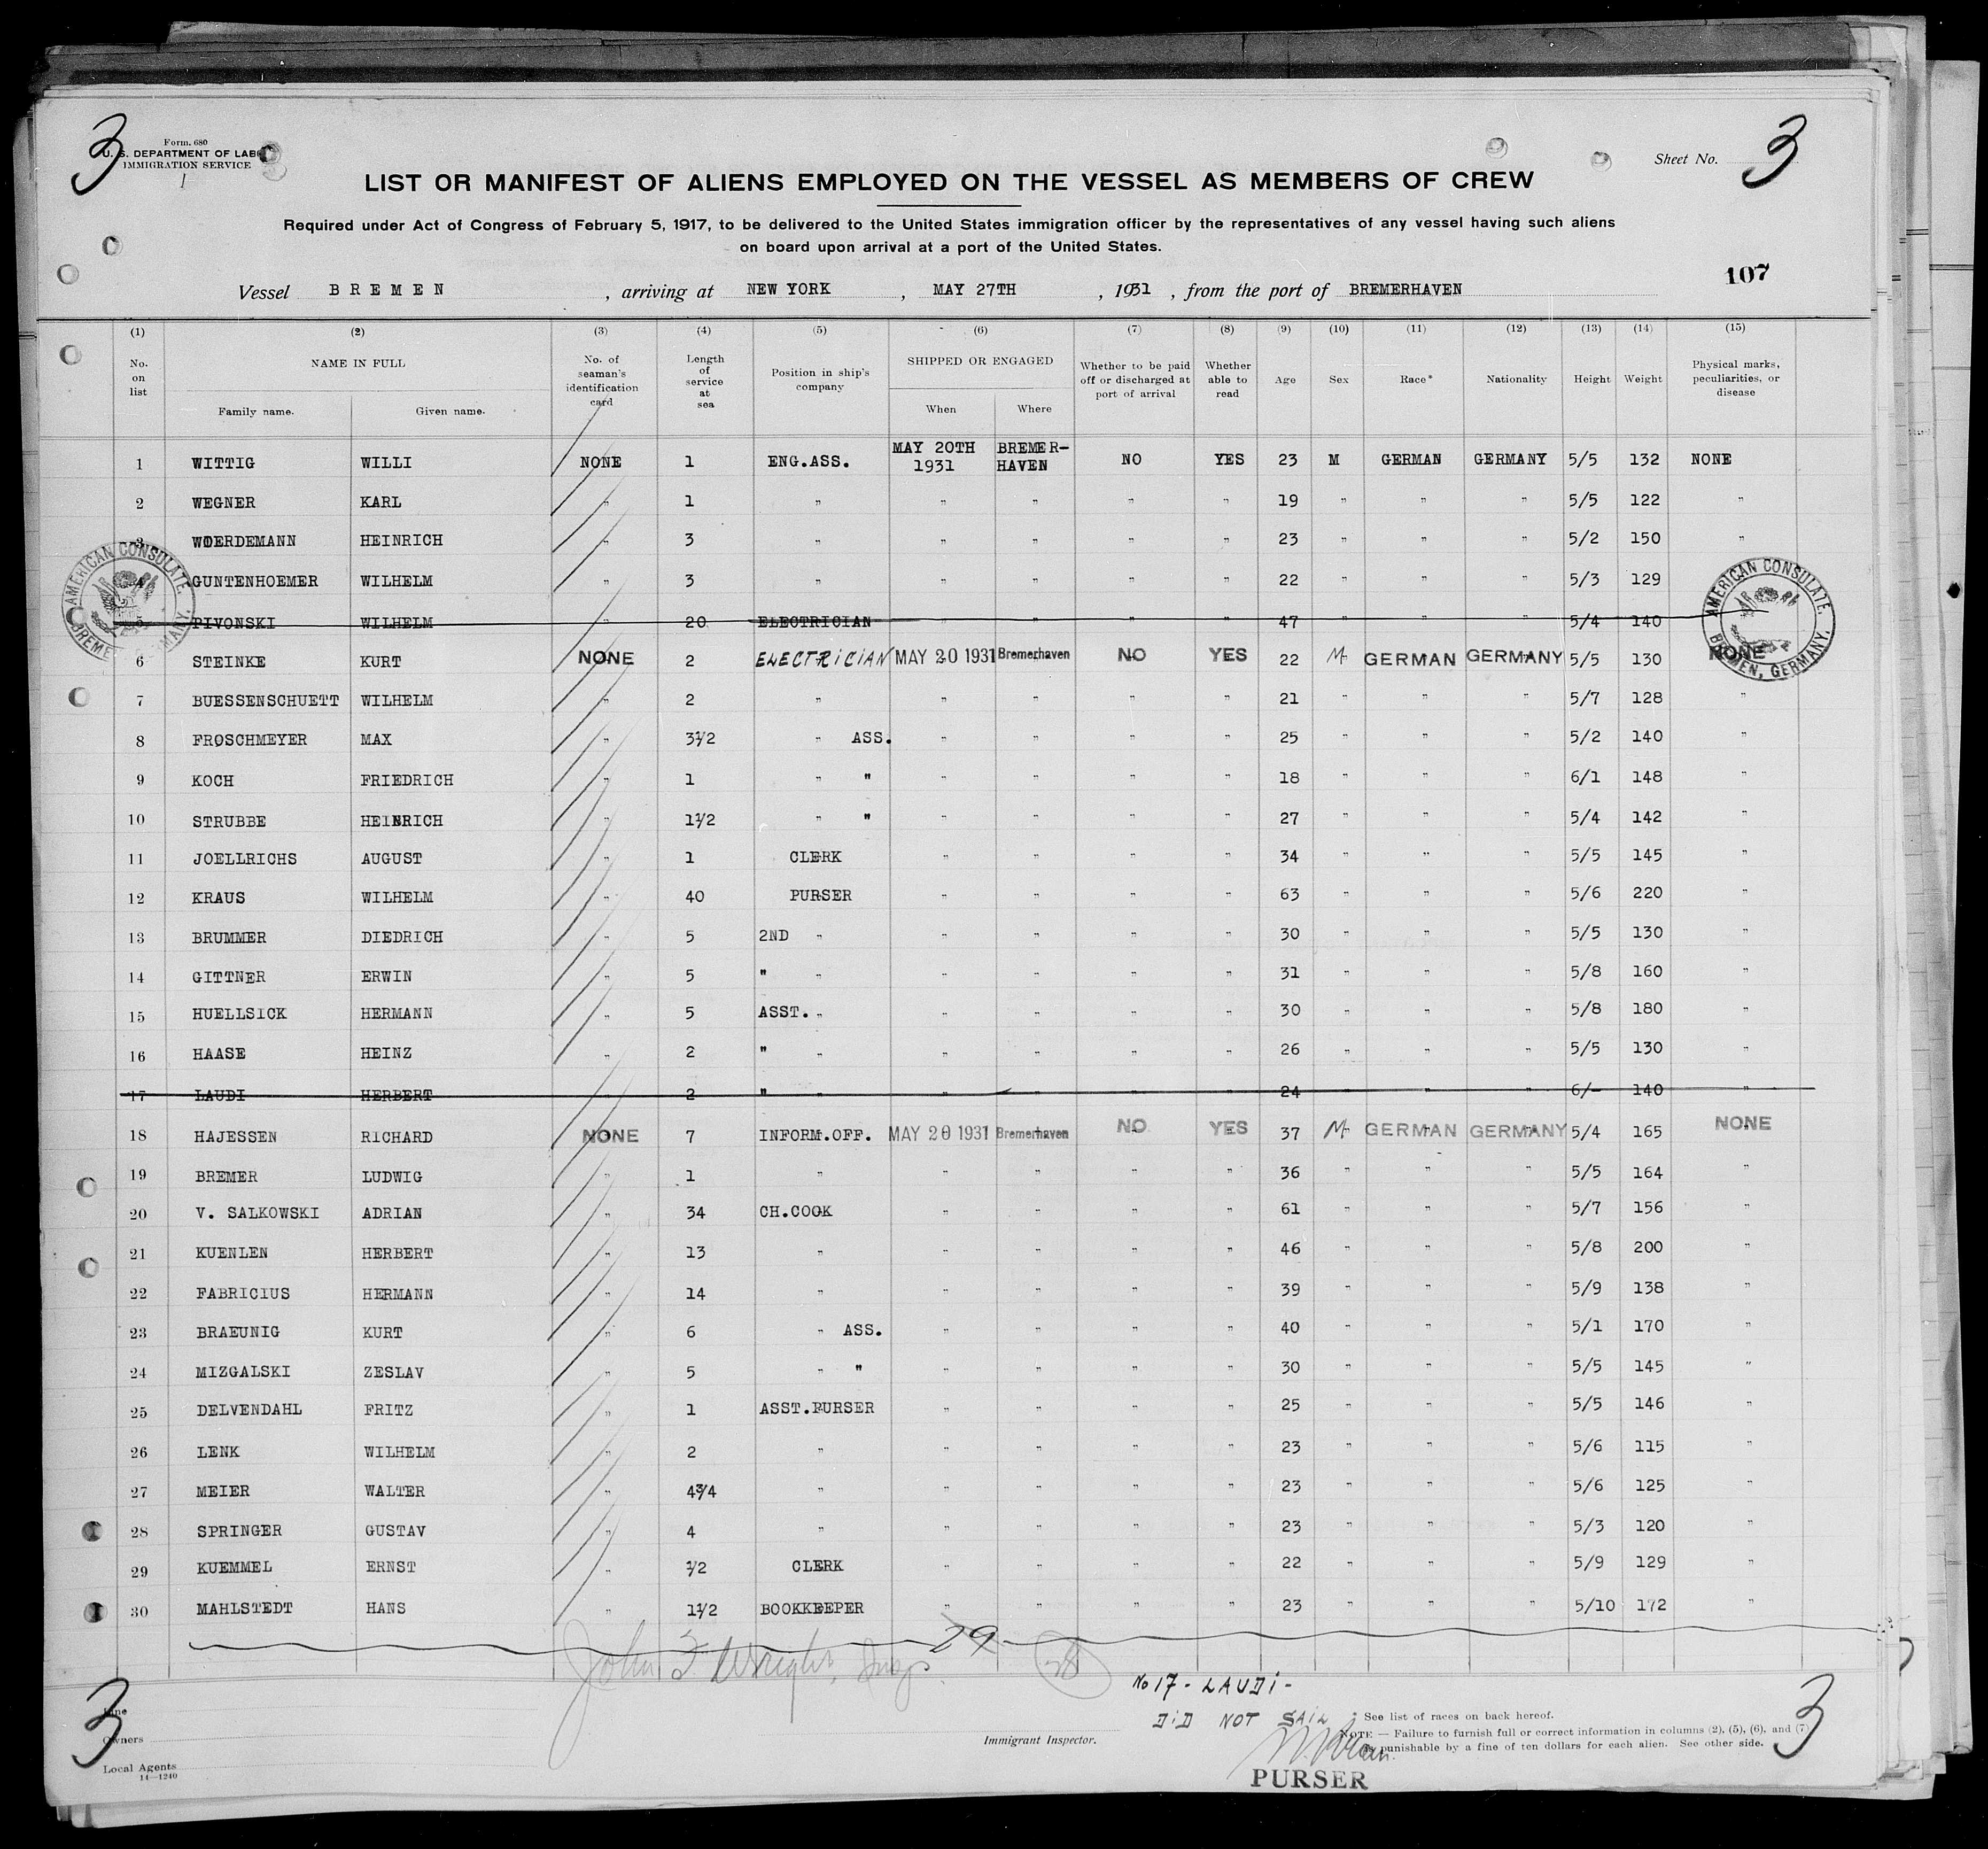 3
Form. 680
U. S. DEPARTMENT OF LABOR
IMMIGRATION SERVICE
Sheet No. 3
LIST OR MANIFEST OF ALIENS EMPLOYED ON THE VESSEL AS MEMBERS OF CREW
Required under Act of Congress of February 5, 1917, to be delivered to the United States immigration officer by the representatives of any vessel having such aliens
on board upon arrival at a port of the United States.
107
Vessel BREMEN , arriving at NEW YORK , MAY 27TH , 1931 , from the port of BREMERHAVEN
(1) (2) (3) (4) (5) (6) (7) (8) (9) (10) (11) (12) (13) (14) (15)
No. on list NAME IN FULL Family name. Given name. No. of seaman's identification card Length of service at sea Position in ship's company SHIPPED OR ENGAGED When Where Whether to be paid off or discharged at port of arrival Whether able to read Age Sex Race* Nationality Height Weight Physical marks, peculiarities, or disease
1 WITTIG WILLI NONE 1 ENG.ASS. MAY 20TH 1931 BREMER-HAVEN NO YES 23 M GERMAN GERMANY 5/5 132 NONE
2 WEGNER KARL " 1 " " " " " 19 " " " 5/5 122 "
3 WOERDEMANN HEINRICH " 3 " " " " " 23 " " " 5/2 150 "
4 GUNTENHOEMER WILHELM " 3 " " " " " 22 " " " 5/3 129
5 PIVONSKI WILHELM " 20 ELECTRICIAN " " " " 47 " " " 5/4 140
6 STEINKE KURT NONE 2 ELECTRICIAN MAY 20 1931 Bremerhaven NO YES 22 M GERMAN GERMANY 5/5 130 NONE
7 BUESSENSCHUETT WILHELM " 2 " " " " " 21 " " " 5/7 128 "
8 FROSCHMEYER MAX " 3 1/2 " ASS. " " " " 25 " " " 5/2 140 "
9 KOCH FRIEDRICH " 1 " " " " " " 18 " " " 6/1 148 "
10 STRUBBE HEINRICH " 1 1/2 " " " " " " 27 " " " 5/4 142 "
11 JOELLRICHS AUGUST " 1 CLERK " " " " 34 " " " 5/5 145 "
12 KRAUS WILHELM " 40 PURSER " " " " 63 " " " 5/6 220 "
13 BRUMMER DIEDRICH " 5 2ND " " " " " 30 " " " 5/5 130 "
14 GITTNER ERWIN " 5 " " " " " " 31 " " " 5/8 160 "
15 HUELLSICK HERMANN " 5 ASST. " " " " " 30 " " " 5/8 180 "
16 HAASE HEINZ " 2 " " " " " " 26 " " " 5/5 130 "
17 LAUDI HERBERT " 2 " " " " " " 24 " " " 6/- 140 "
18 HAJESSEN RICHARD NONE 7 INFORM.OFF. MAY 20 1931 Bremerhaven NO YES 37 M GERMAN GERMANY 5/4 165 NONE
19 BREMER LUDWIG " 1 " " " " " 36 " " " 5/5 164 "
20 V. SALKOWSKI ADRIAN " 34 CH.COOK " " " " 61 " " " 5/7 156 "
21 KUENLEN HERBERT " 13 " " " " " 46 " " " 5/8 200 "
22 FABRICIUS HERMANN " 14 " " " " " 39 " " " 5/9 138 "
23 BRAEUNIG KURT " 6 " ASS. " " " " 40 " " " 5/1 170 "
24 MIZGALSKI ZESLAV " 5 " " " " " " 30 " " " 5/5 145 "
25 DELVENDAHL FRITZ " 1 ASST.PURSER " " " " 25 " " " 5/5 146 "
26 LENK WILHELM " 2 " " " " " 23 " " " 5/6 115 "
27 MEIER WALTER " 4 3/4 " " " " " 23 " " " 5/6 125 "
28 SPRINGER GUSTAV " 4 " " " " " 23 " " " 5/3 120 "
29 KUEMMEL ERNST " 1/2 CLERK " " " " 22 " " " 5/9 129 "
30 MAHLSTEDT HANS " 1 1/2 BOOKKEEPER " " " " 23 " " " 5/10 172 "
AMERICAN CONSULATE. BREMEN, GERMANY.
AMERICAN CONSULATE. BREMEN, GERMANY.
29
John F Wright, Insp. 28
No 17 - LAUDI -
DID NOT SAIL
3
Line
Owners
Local Agents
14—1240
Immigrant Inspector.
* See list of races on back hereof.
NOTE — Failure to furnish full or correct information in columns (2), (5), (6), and (7)
is punishable by a fine of ten dollars for each alien. See other side.
PURSER
3